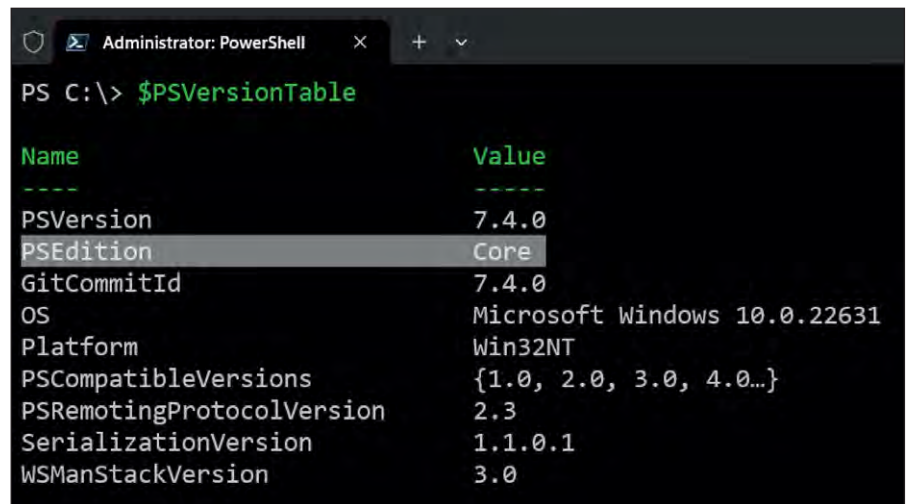 Administrator: PowerShell
PS C:\> $PSVersionTable
Name Value
---- -----
PSVersion 7.4.0
PSEdition Core
GitCommitId 7.4.0
OS Microsoft Windows 10.0.22631
Platform Win32NT
PSCompatibleVersions {1.0, 2.0, 3.0, 4.0…}
PSRemotingProtocolVersion 2.3
SerializationVersion 1.1.0.1
WSManStackVersion 3.0